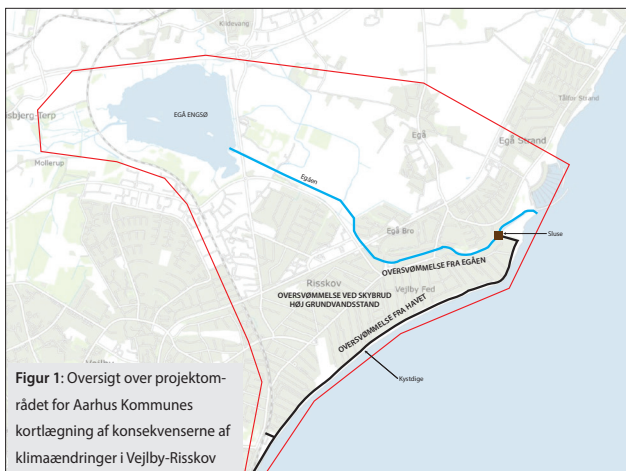 Kildevang
EGÅ ENGSØ
Tåstor Strand
sbjerg-Terp
Egå
Egå Strand
Mollerup
Egåen
Egå Bro
Sluse
OVERSVØMMELSE FRA EGÅEN
Risskov
Vejlby Fed
OVERSVØMMELSE VED SKYBRUD
HØJ GRUNDVANDSSTAND
OVERSVØMMELSE FRA HAVET
Kystdige
Figur 1: Oversigt over projektom-
rådet for Aarhus Kommunes
kortlægning af konsekvenserne af
klimaændringer i Vejlby-Risskov